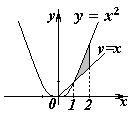 y y = x²
y=x
0 1 2 x